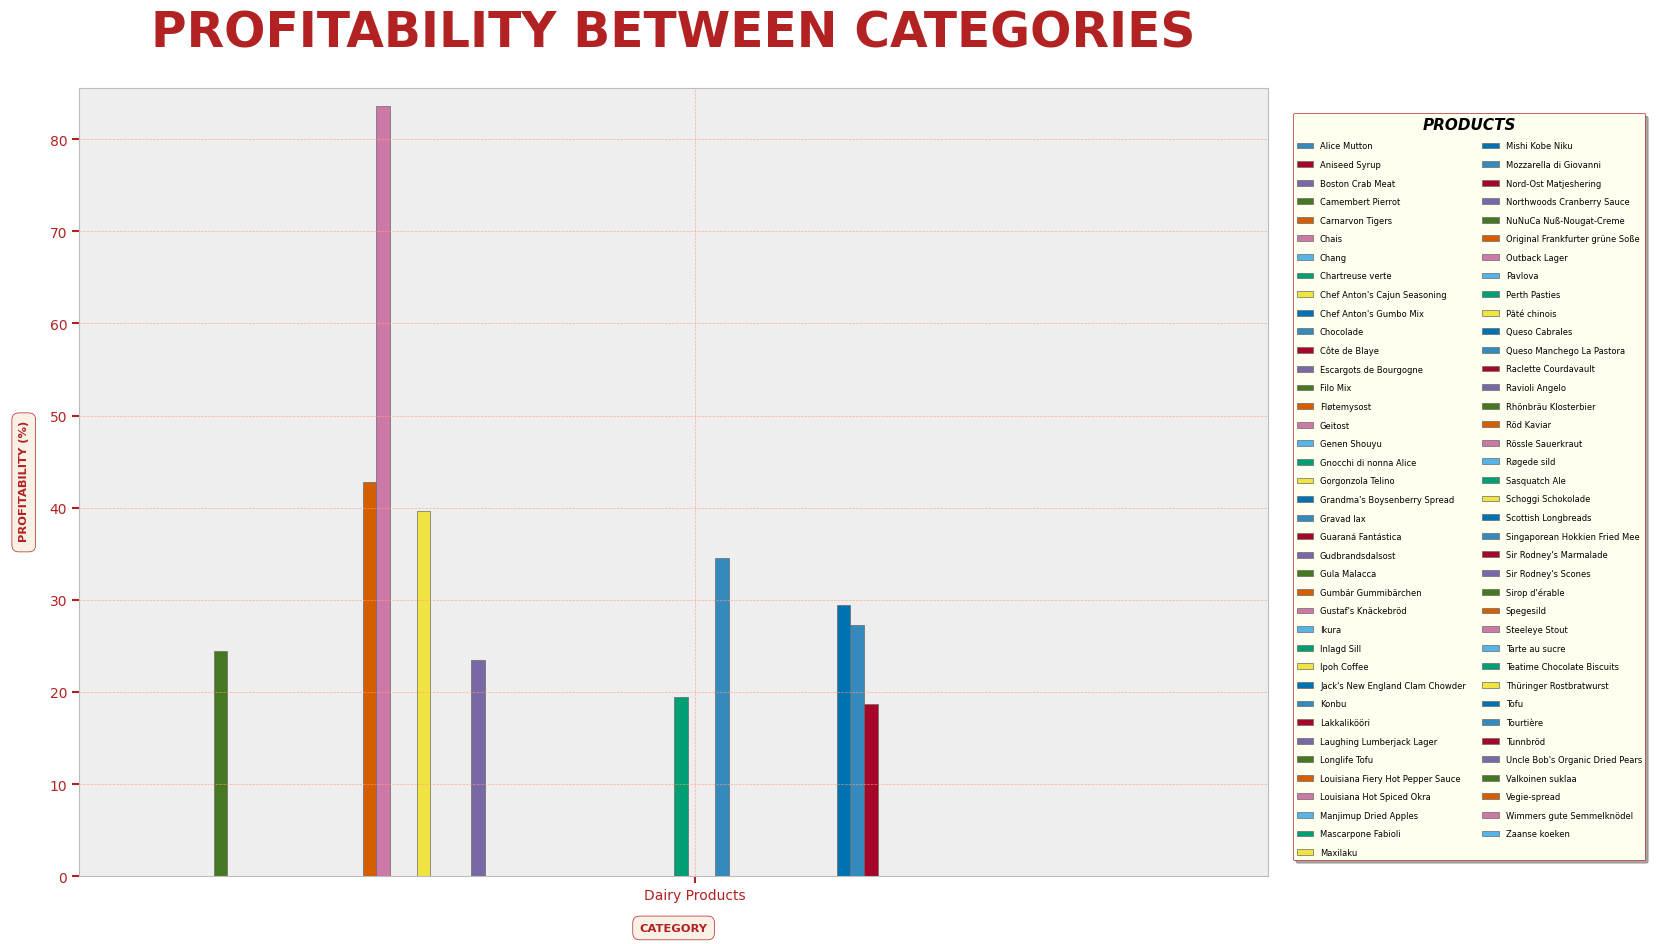 PROFITABILITY BETWEEN CATEGORIES
80
70
60
50
40
30
20
10
0
PROFITABILITY (%)
Dairy Products
CATEGORY
PRODUCTS
Alice Mutton
Aniseed Syrup
Boston Crab Meat
Camembert Pierrot
Carnarvon Tigers
Chais
Chang
Chartreuse verte
Chef Anton's Cajun Seasoning
Chef Anton's Gumbo Mix
Chocolade
Côte de Blaye
Escargots de Bourgogne
Filo Mix
Fløtemysost
Geitost
Genen Shouyu
Gnocchi di nonna Alice
Gorgonzola Telino
Grandma's Boysenberry Spread
Gravad lax
Guaraná Fantástica
Gudbrandsdalsost
Gula Malacca
Gumbär Gummibärchen
Gustaf's Knäckebröd
Ikura
Inlagd Sill
Ipoh Coffee
Jack's New England Clam Chowder
Konbu
Lakkalikööri
Laughing Lumberjack Lager
Longlife Tofu
Louisiana Fiery Hot Pepper Sauce
Louisiana Hot Spiced Okra
Manjimup Dried Apples
Mascarpone Fabioli
Maxilaku
Mishi Kobe Niku
Mozzarella di Giovanni
Nord-Ost Matjeshering
Northwoods Cranberry Sauce
NuNuCa Nuß-Nougat-Creme
Original Frankfurter grüne Soße
Outback Lager
Pavlova
Perth Pasties
Pâté chinois
Queso Cabrales
Queso Manchego La Pastora
Raclette Courdavault
Ravioli Angelo
Rhönbräu Klosterbier
Röd Kaviar
Rössle Sauerkraut
Røgede sild
Sasquatch Ale
Schoggi Schokolade
Scottish Longbreads
Singaporean Hokkien Fried Mee
Sir Rodney's Marmalade
Sir Rodney's Scones
Sirop d'érable
Spegesild
Steeleye Stout
Tarte au sucre
Teatime Chocolate Biscuits
Thüringer Rostbratwurst
Tofu
Tourtière
Tunnbröd
Uncle Bob's Organic Dried Pears
Valkoinen suklaa
Vegie-spread
Wimmers gute Semmelknödel
Zaanse koeken